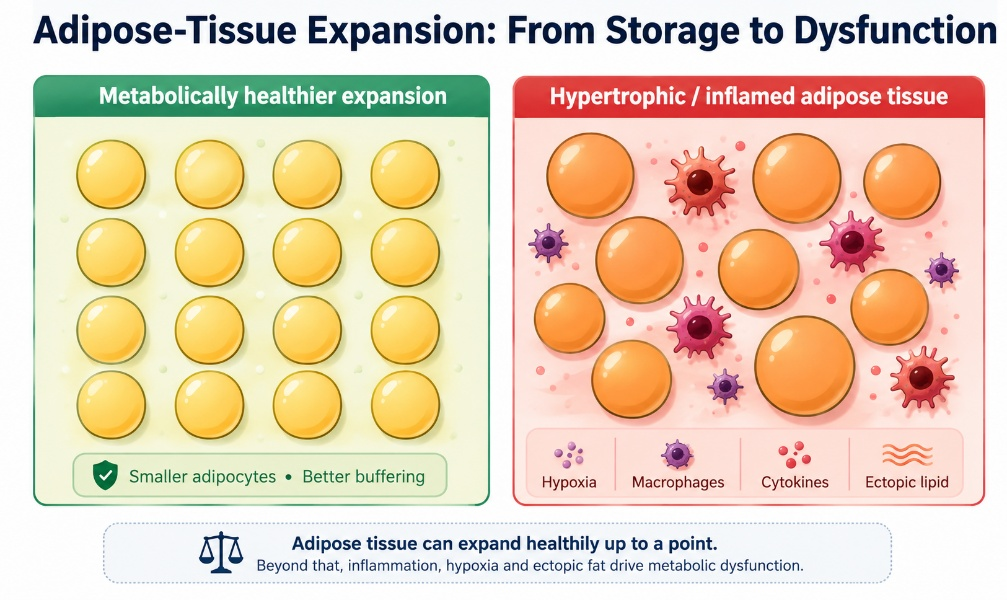 Adipose-Tissue Expansion: From Storage to Dysfunction
Metabolically healthier expansion
Smaller adipocytes • Better buffering
Hypertrophic / inflamed adipose tissue
Hypoxia
Macrophages
Cytokines
Ectopic lipid
Adipose tissue can expand healthily up to a point.
Beyond that, inflammation, hypoxia and ectopic fat drive metabolic dysfunction.